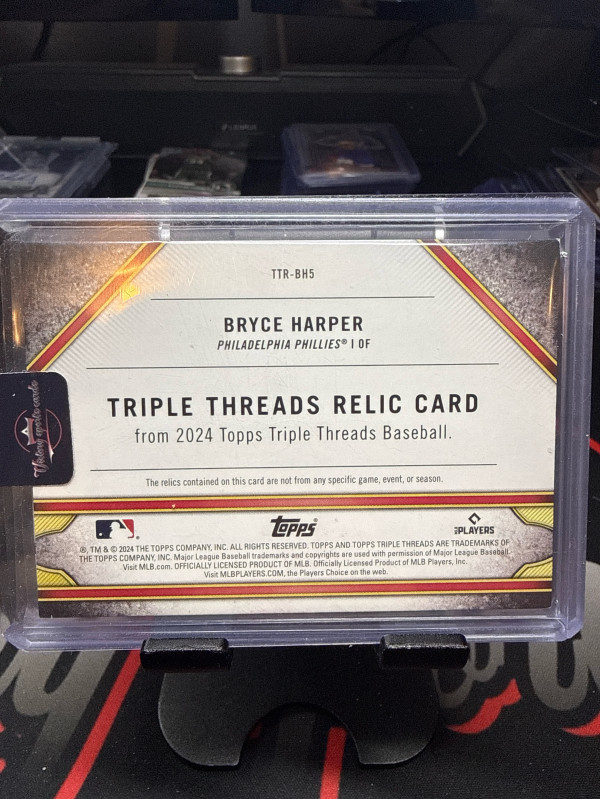 TTR-BH5
BRYCE HARPER
PHILADELPHIA PHILLIES® | OF
TRIPLE THREADS RELIC CARD
from 2024 Topps Triple Threads Baseball.
The relics contained on this card are not from any specific game, event, or season.
Victory sports cards
topps®
PLAYERS
®, TM & © 2024 THE TOPPS COMPANY, INC. ALL RIGHTS RESERVED. TOPPS AND TOPPS TRIPLE THREADS ARE TRADEMARKS OF
THE TOPPS COMPANY, INC. Major League Baseball trademarks and copyrights are used with permission of Major League Baseball.
Visit MLB.com. OFFICIALLY LICENSED PRODUCT OF MLB. Officially Licensed Product of MLB Players, Inc.
Visit MLBPLAYERS.COM, the Players Choice on the web.